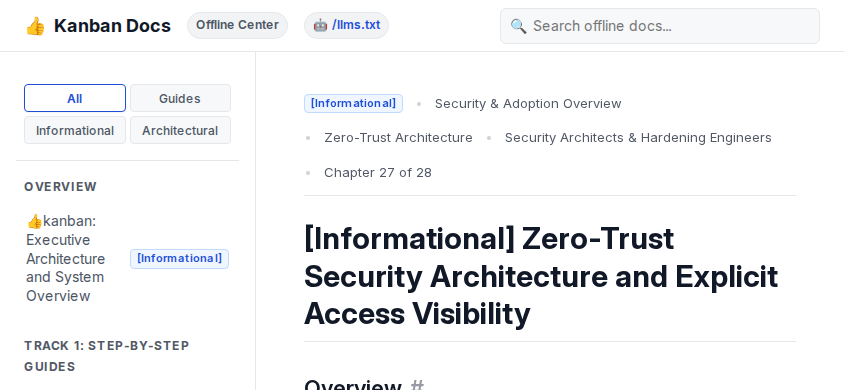 👍 Kanban Docs
Offline Center
🤖 /llms.txt
🔍 Search offline docs...
All
Guides
Informational
Architectural
OVERVIEW
👍kanban:
Executive
Architecture
and System
Overview
[Informational]
TRACK 1: STEP-BY-STEP
GUIDES
[Informational] • Security & Adoption Overview
• Zero-Trust Architecture • Security Architects & Hardening Engineers
• Chapter 27 of 28
[Informational] Zero-Trust
Security Architecture and Explicit
Access Visibility
Overview #